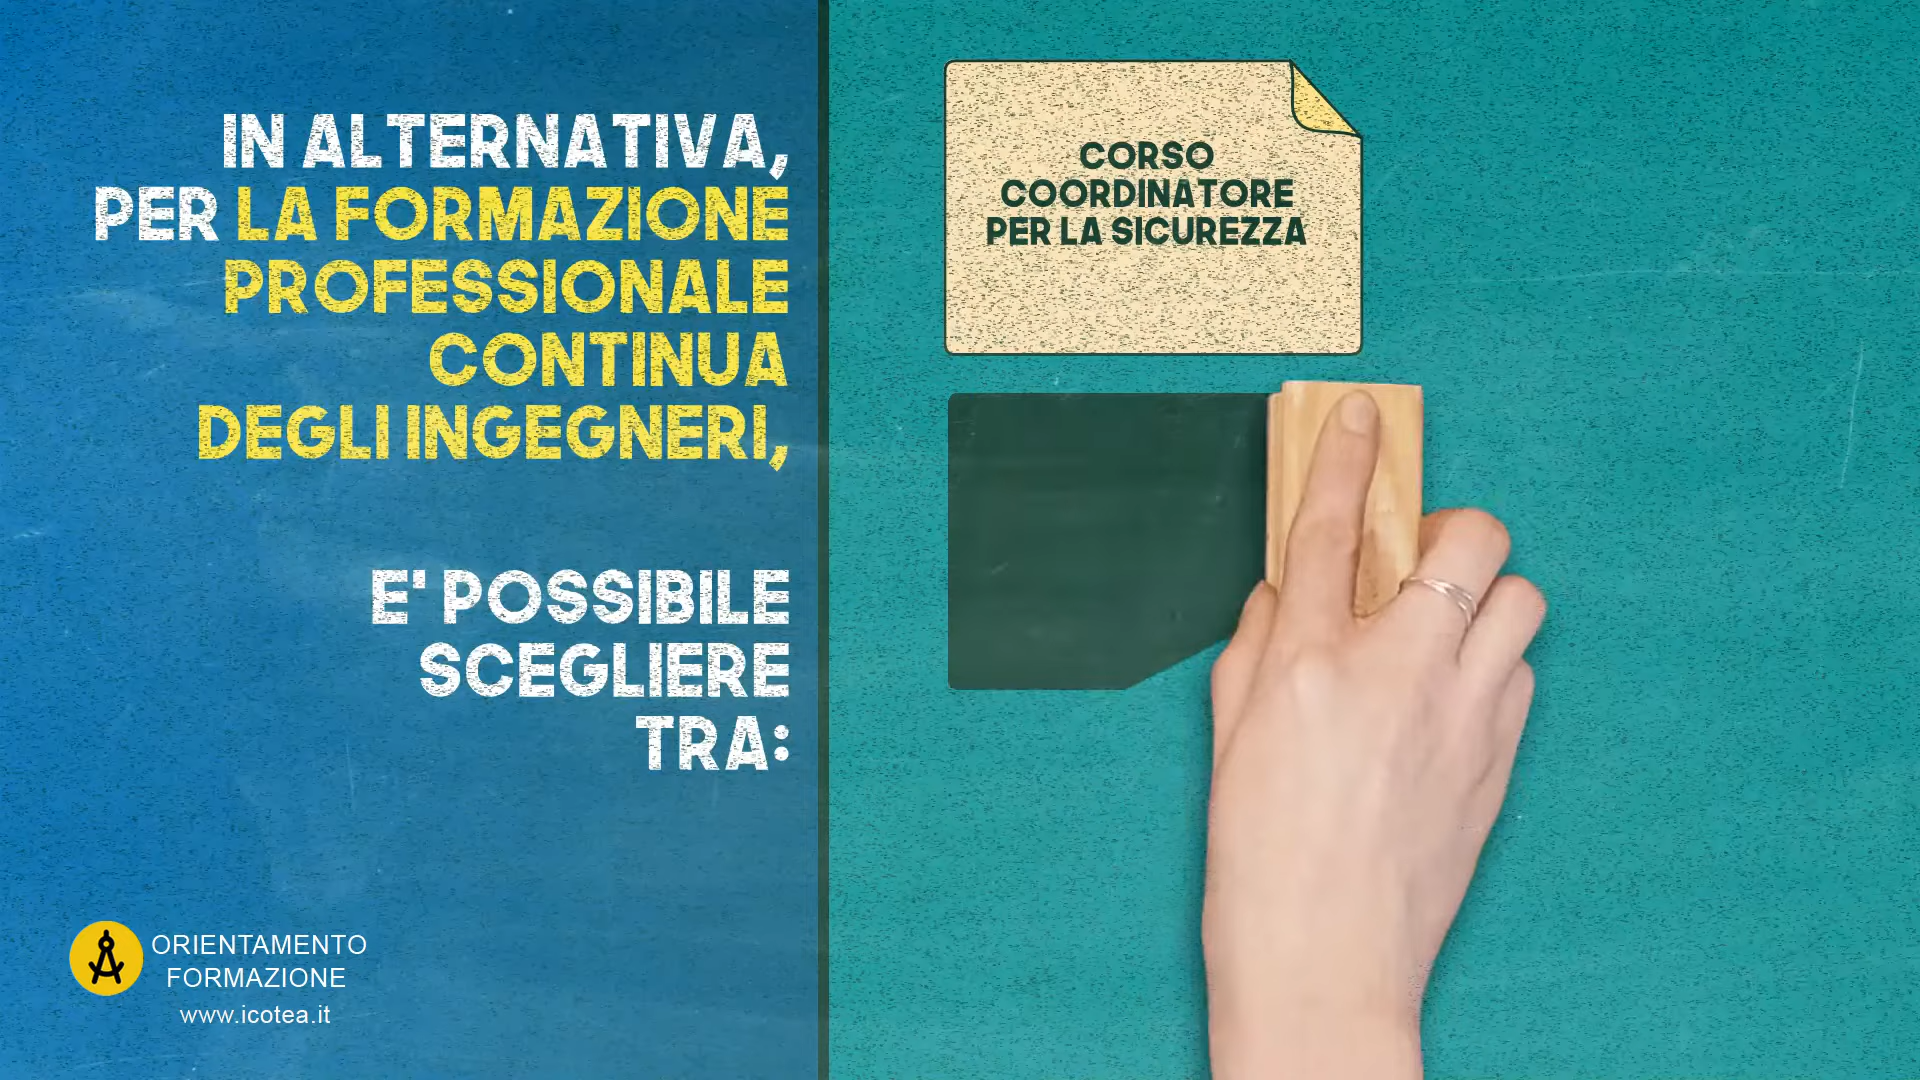 IN ALTERNATIVA,
PER LA FORMAZIONE
PROFESSIONALE
CONTINUA
DEGLI INGEGNERI,
E' POSSIBILE
SCEGLIERE
TRA:
CORSO
COORDINATORE
PER LA SICUREZZA
ORIENTAMENTO
FORMAZIONE
www.icotea.it